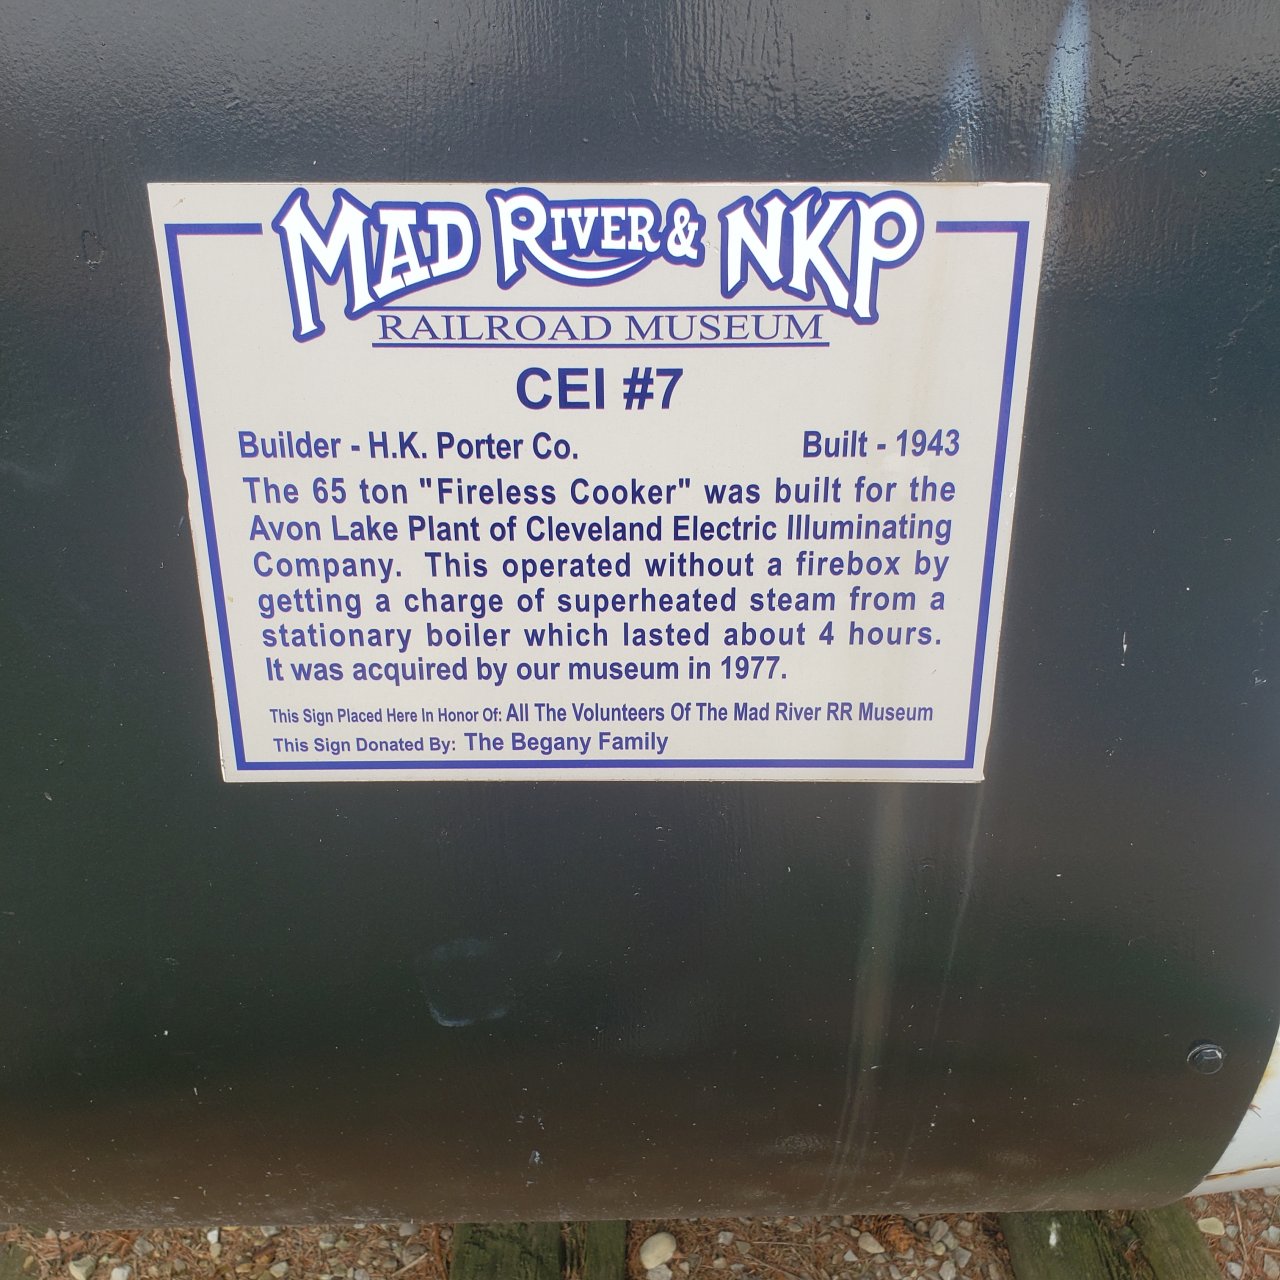 MAD RIVER & NKP
RAILROAD MUSEUM
CEI #7
Builder - H.K. Porter Co. Built - 1943
The 65 ton "Fireless Cooker" was built for the
Avon Lake Plant of Cleveland Electric Illuminating
Company. This operated without a firebox by
getting a charge of superheated steam from a
stationary boiler which lasted about 4 hours.
It was acquired by our museum in 1977.
This Sign Placed Here In Honor Of: All The Volunteers Of The Mad River RR Museum
This Sign Donated By: The Begany Family